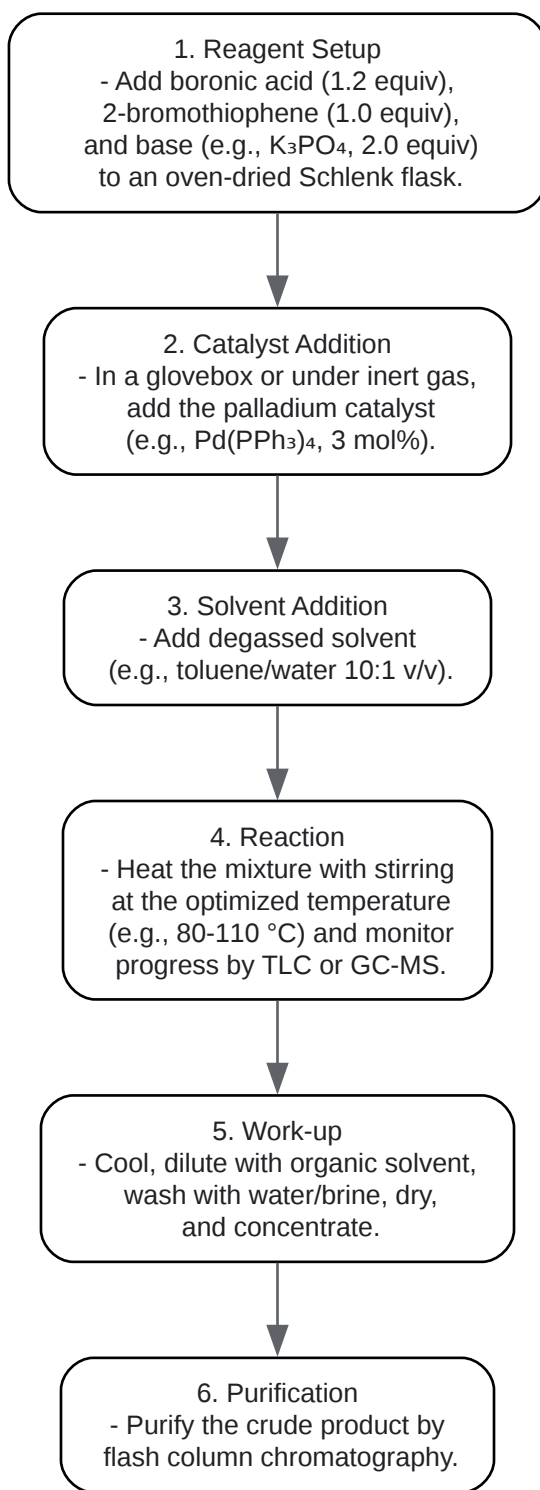 1. Reagent Setup
- Add boronic acid (1.2 equiv),
2-bromothiophene (1.0 equiv),
and base (e.g., K₃PO₄, 2.0 equiv)
to an oven-dried Schlenk flask.
2. Catalyst Addition
- In a glovebox or under inert gas,
add the palladium catalyst
(e.g., Pd(PPh₃)₄, 3 mol%).
3. Solvent Addition
- Add degassed solvent
(e.g., toluene/water 10:1 v/v).
4. Reaction
- Heat the mixture with stirring
at the optimized temperature
(e.g., 80-110 °C) and monitor
progress by TLC or GC-MS.
5. Work-up
- Cool, dilute with organic solvent,
wash with water/brine, dry,
and concentrate.
6. Purification
- Purify the crude product by
flash column chromatography.